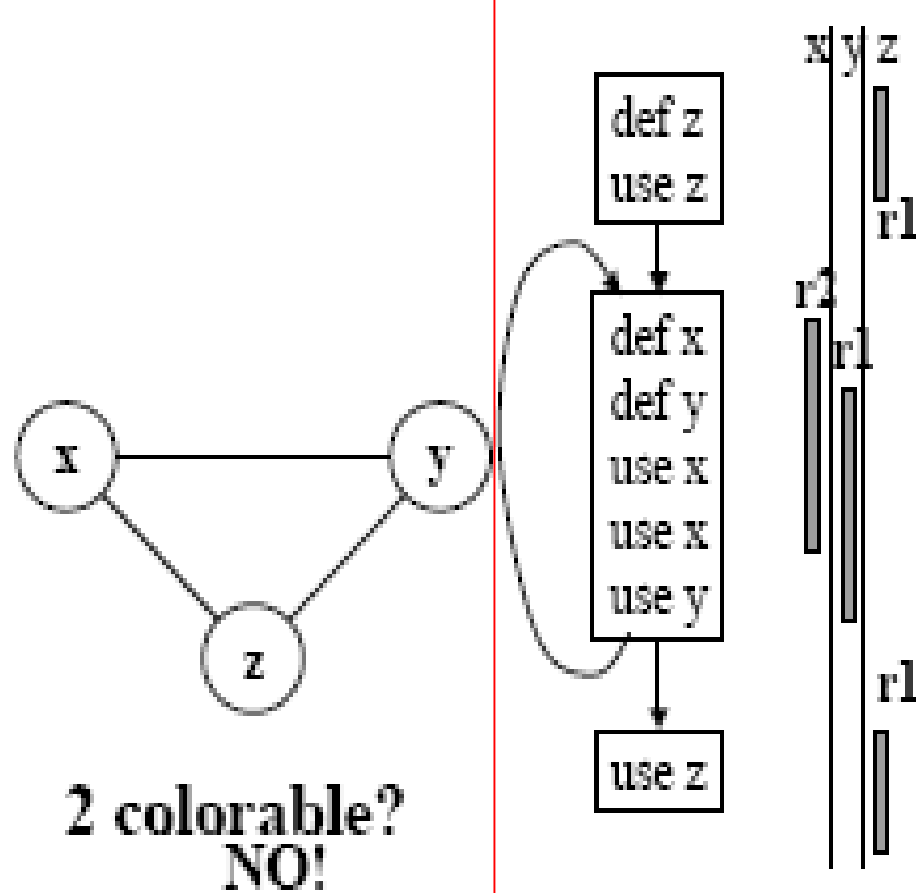 x
y
z
2 colorable?
NO!
def z
use z
def x
def y
use x
use x
use y
use z
x y z
r1
r2
r1
r1